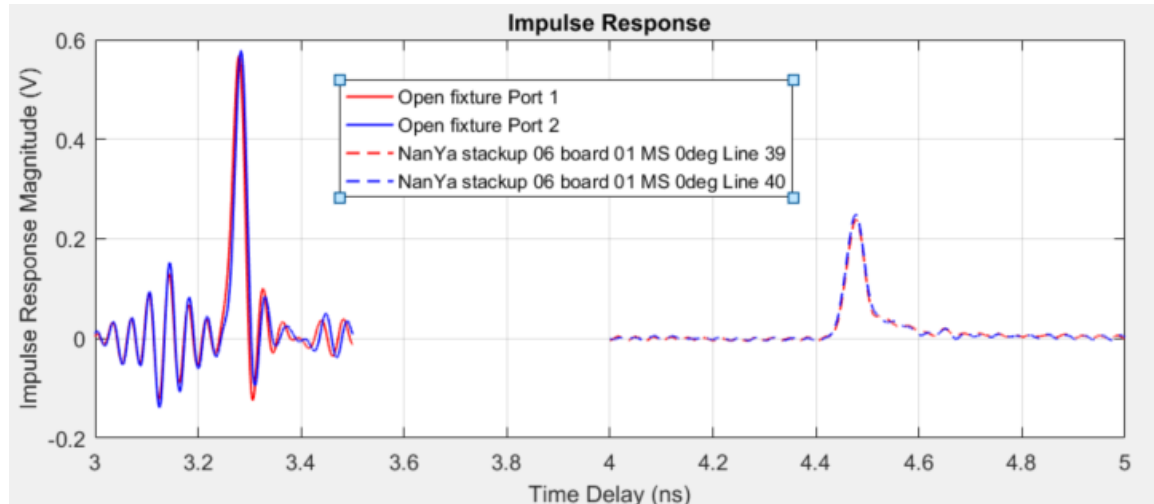 Impulse Response
Impulse Response Magnitude (V)
0.6
0.4
0.2
0
-0.2
Open fixture Port 1
Open fixture Port 2
NanYa stackup 06 board 01 MS 0deg Line 39
NanYa stackup 06 board 01 MS 0deg Line 40
3 3.2 3.4 3.6 3.8 4 4.2 4.4 4.6 4.8 5
Time Delay (ns)